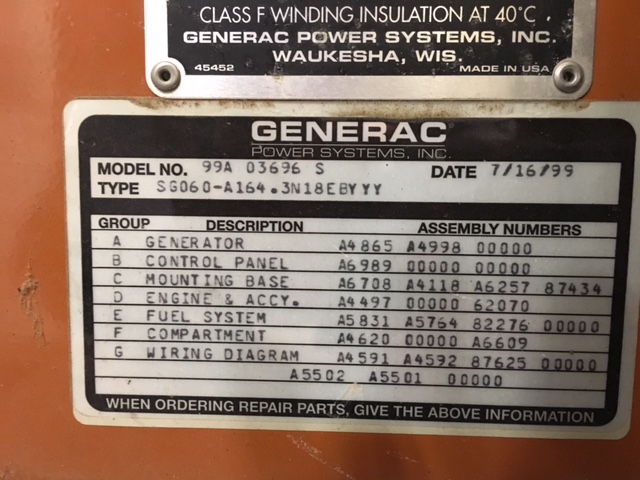 CLASS F WINDING INSULATION AT 40°C
GENERAC POWER SYSTEMS, INC.
WAUKESHA, WIS.
45452 MADE IN USA
GENERAC
POWER SYSTEMS, INC.
MODEL NO. 99A 03696 S DATE 7/16/99
TYPE SG060-A164.3N18EBYYY
GROUP DESCRIPTION ASSEMBLY NUMBERS
A GENERATOR A4865 A4998 00000
B CONTROL PANEL A6989 00000 00000
C MOUNTING BASE A6708 A4118 A6257 87434
D ENGINE & ACCY. A4497 00000 62070
E FUEL SYSTEM A5831 A5764 82276 00000
F COMPARTMENT A4620 00000 A6609
G WIRING DIAGRAM A4591 A4592 87625 00000
A5502 A5501 00000
WHEN ORDERING REPAIR PARTS, GIVE THE ABOVE INFORMATION